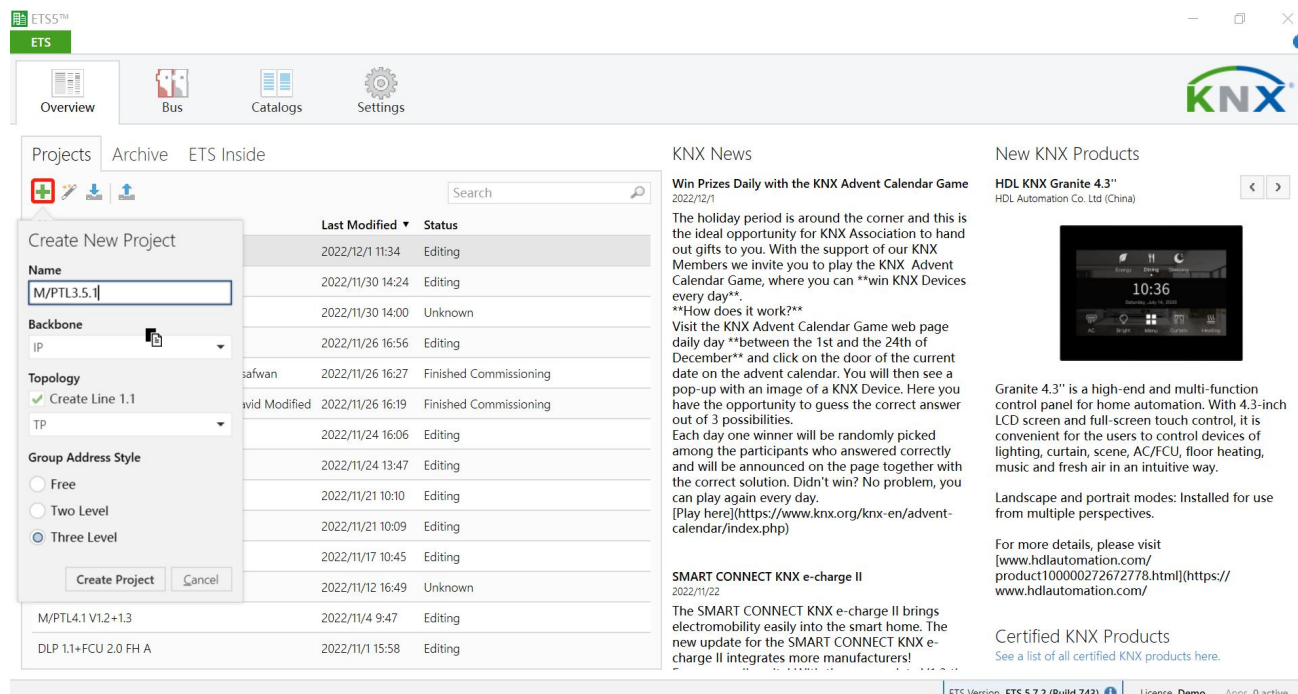 ETS5™
ETS
Overview
Bus
Catalogs
Settings
KNX
Projects
Archive
ETS Inside
Search
Last Modified
Status
2022/12/1 11:34 Editing
2022/11/30 14:24 Editing
2022/11/30 14:00 Unknown
2022/11/26 16:56 Editing
safwan 2022/11/26 16:27 Finished Commissioning
avid Modified 2022/11/26 16:19 Finished Commissioning
2022/11/24 16:06 Editing
2022/11/24 13:47 Editing
2022/11/21 10:10 Editing
2022/11/21 10:09 Editing
2022/11/17 10:45 Editing
2022/11/12 16:49 Unknown
M/PTL4.1 V1.2+1.3 2022/11/4 9:47 Editing
DLP 1.1+FCU 2.0 FH A 2022/11/1 15:58 Editing
Create New Project
Name
M/PTL3.5.1
Backbone
IP
Topology
Create Line 1.1
TP
Group Address Style
Free
Two Level
Three Level
Create Project
Cancel
KNX News
Win Prizes Daily with the KNX Advent Calendar Game
2022/12/1
The holiday period is around the corner and this is
the ideal opportunity for KNX Association to hand
out gifts to you. With the support of our KNX
Members we invite you to play the KNX Advent
Calendar Game, where you can **win KNX Devices
every day**.
**How does it work?**
Visit the KNX Advent Calendar Game web page
daily day **between the 1st and the 24th of
December** and click on the door of the current
date on the advent calendar. You will then see a
pop-up with an image of a KNX Device. Here you
have the opportunity to guess the correct answer
out of 3 possibilities.
Each day one winner will be randomly picked
among the participants who answered correctly
and will be announced on the page together with
the correct solution. Didn't win? No problem, you
can play again every day.
[Play here](https://www.knx.org/knx-en/advent-
calendar/index.php)
SMART CONNECT KNX e-charge II
2022/11/22
The SMART CONNECT KNX e-charge II brings
electromobility easily into the smart home. The
new update for the SMART CONNECT KNX e-
charge II integrates more manufacturers!
New KNX Products
HDL KNX Granite 4.3''
HDL Automation Co. Ltd (China)
Energy Dining
10:36
AC Bright Menu Curtain Heating
Granite 4.3'' is a high-end and multi-function
control panel for home automation. With 4.3-inch
LCD screen and full-screen touch control, it is
convenient for the users to control devices of
lighting, curtain, scene, AC/FCU, floor heating,
music and fresh air in an intuitive way.
Landscape and portrait modes: Installed for use
from multiple perspectives.
For more details, please visit
[www.hdlautomation.com/
product100000272672778.html](https://
www.hdlautomation.com/
Certified KNX Products
See a list of all certified KNX products here.
ETS Version ETS 5.7.2 (Build 743)
License Demo
Apps 0 active